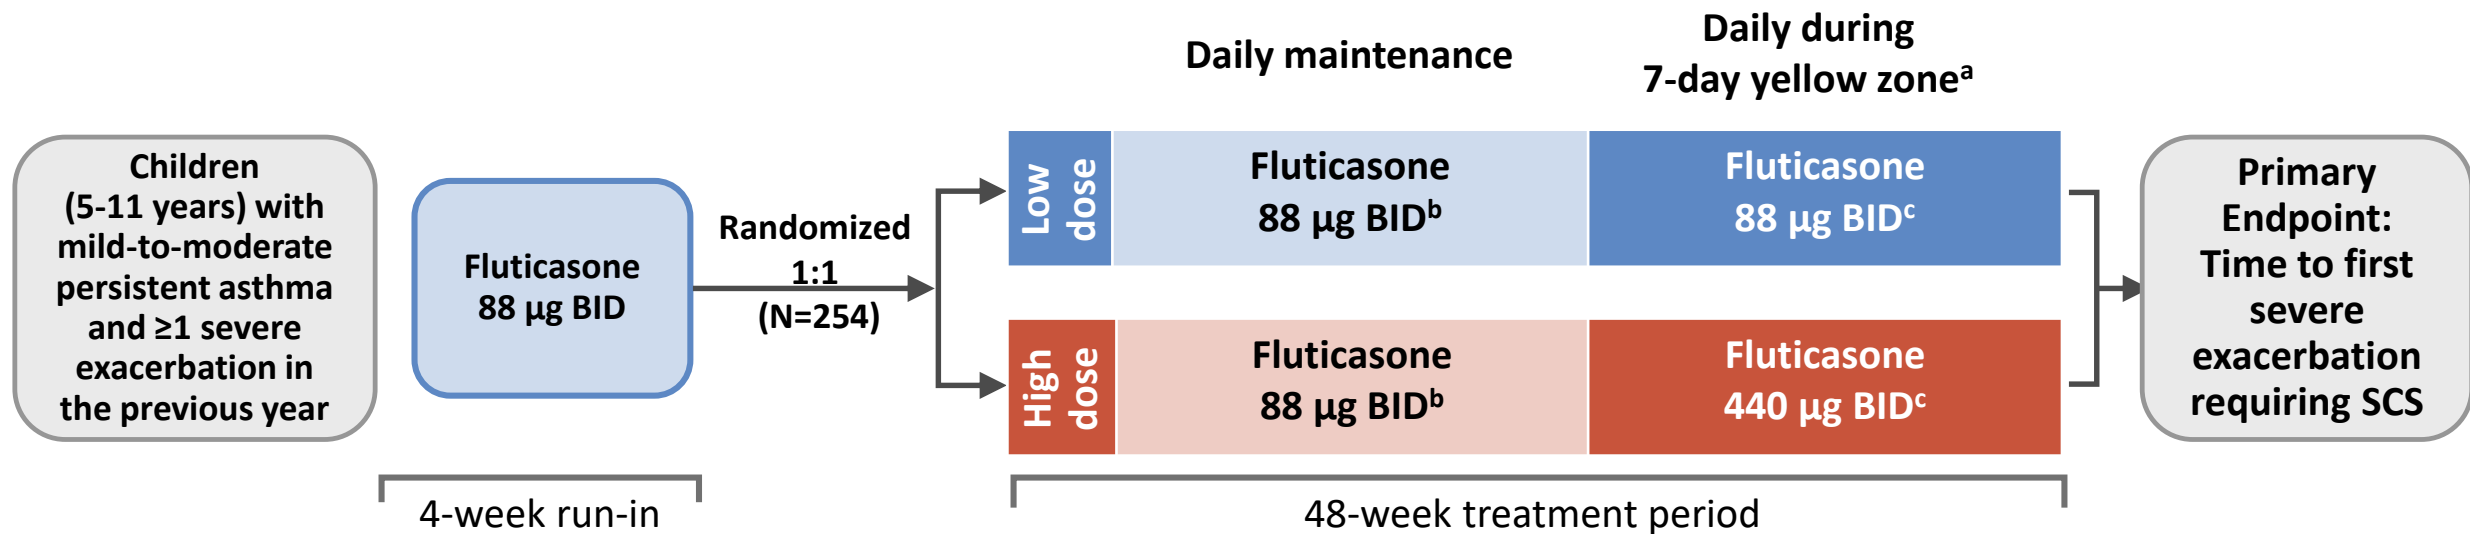 Daily maintenance
Daily during
7-day yellow zoneᵃ
Children
(5-11 years) with
mild-to-moderate
persistent asthma
and ≥1 severe
exacerbation in
the previous year
Fluticasone
88 µg BID
Randomized
1:1
(N=254)
Low
dose
Fluticasone
88 µg BIDᵇ
Fluticasone
88 µg BIDᶜ
High
dose
Fluticasone
88 µg BIDᵇ
Fluticasone
440 µg BIDᶜ
Primary
Endpoint:
Time to first
severe
exacerbation
requiring SCS
4-week run-in
48-week treatment period